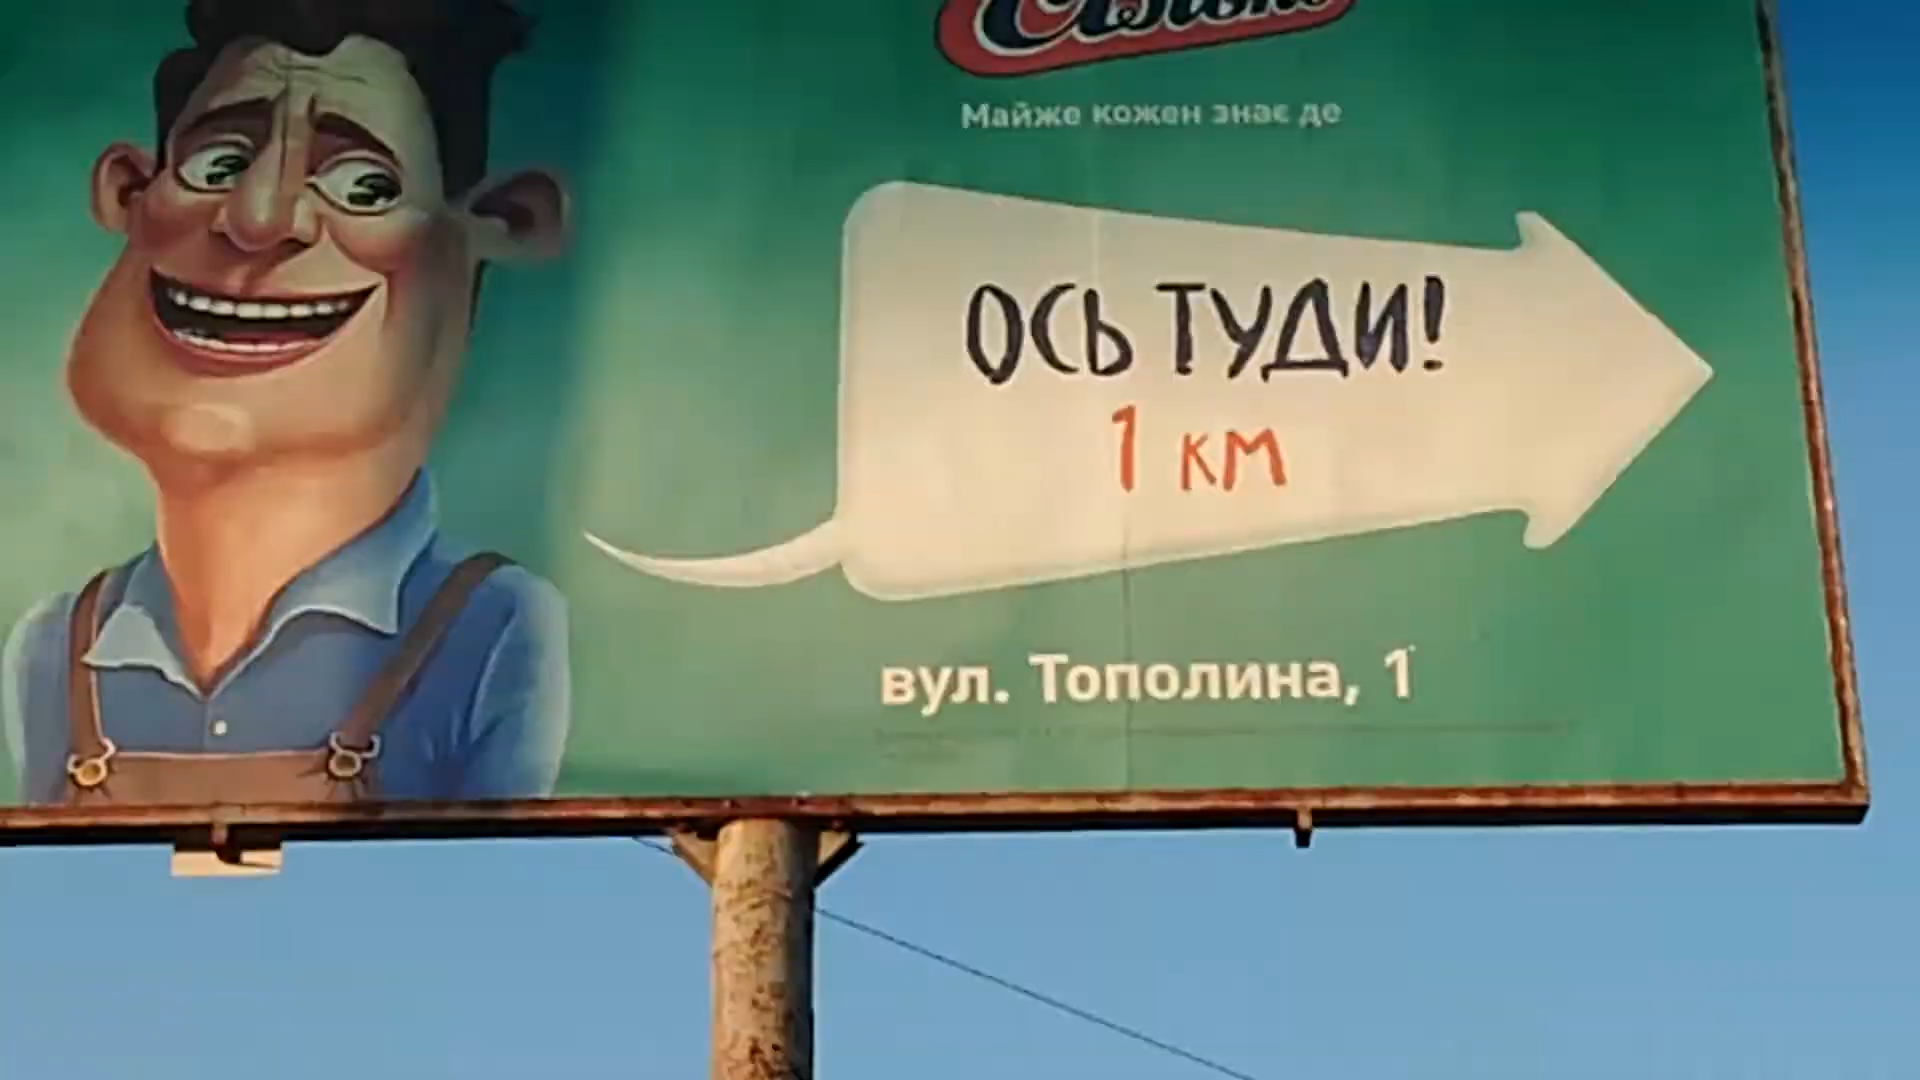 Майже кожен знає де
ОСЬ ТУДИ!
1 км
вул. Тополина, 1